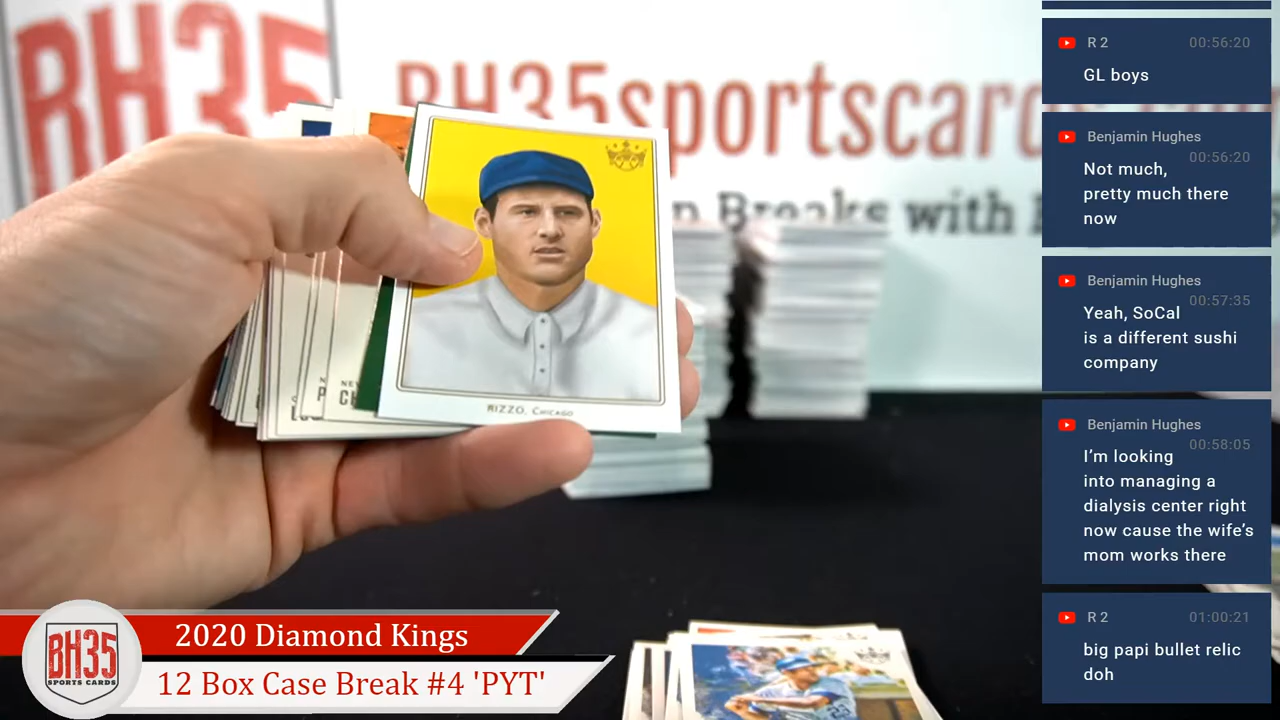 BH35
BH35sportscards
Breaks with
RIZZO, CHICAGO
R 2
00:56:20
GL boys
Benjamin Hughes
00:56:20
Not much,
pretty much there
now
Benjamin Hughes
00:57:35
Yeah, SoCal
is a different sushi
company
Benjamin Hughes
00:58:05
I'm looking
into managing a
dialysis center right
now cause the wife's
mom works there
R 2
01:00:21
big papi bullet relic
doh
BH35
SPORTS CARDS
2020 Diamond Kings
12 Box Case Break #4 'PYT'